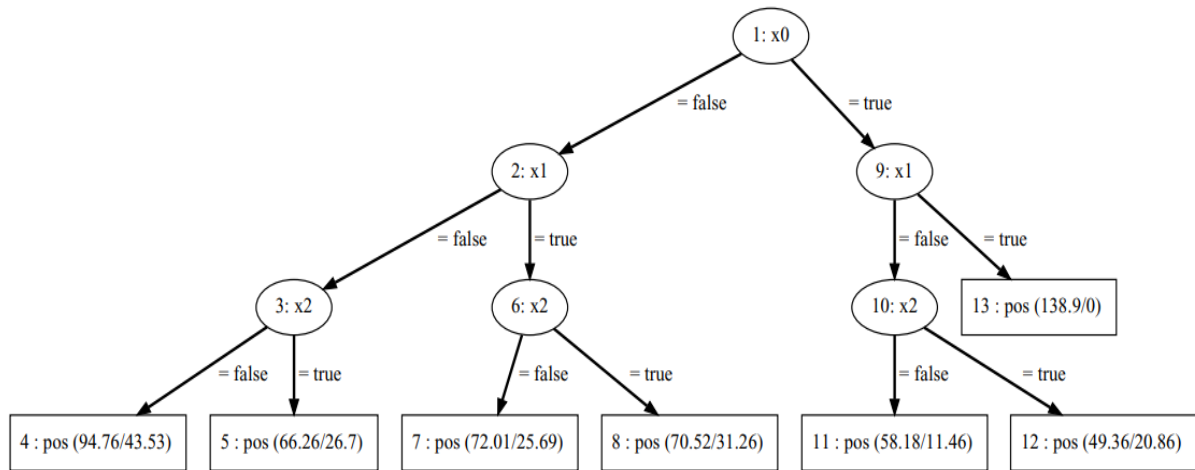 1: x0
= false
= true
2: x1
9: x1
= false
= true
= false
= true
3: x2
6: x2
10: x2
13 : pos (138.9/0)
= false
= true
= false
= true
= false
= true
4 : pos (94.76/43.53)
5 : pos (66.26/26.7)
7 : pos (72.01/25.69)
8 : pos (70.52/31.26)
11 : pos (58.18/11.46)
12 : pos (49.36/20.86)